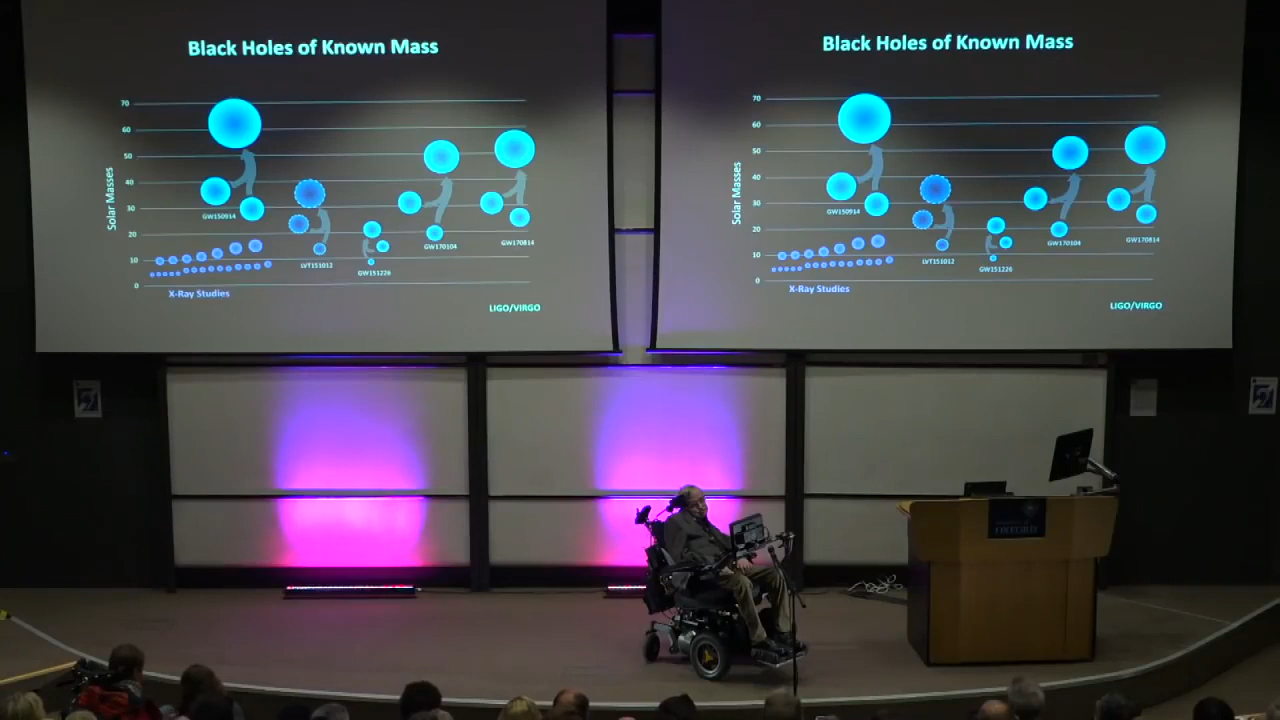 Black Holes of Known Mass
Solar Masses
70
60
50
40
30
20
10
0
GW150914
LVT151012
GW151226
GW170104
GW170814
X-Ray Studies
LIGO/VIRGO
Black Holes of Known Mass
Solar Masses
70
60
50
40
30
20
10
0
GW150914
LVT151012
GW151226
GW170104
GW170814
X-Ray Studies
LIGO/VIRGO